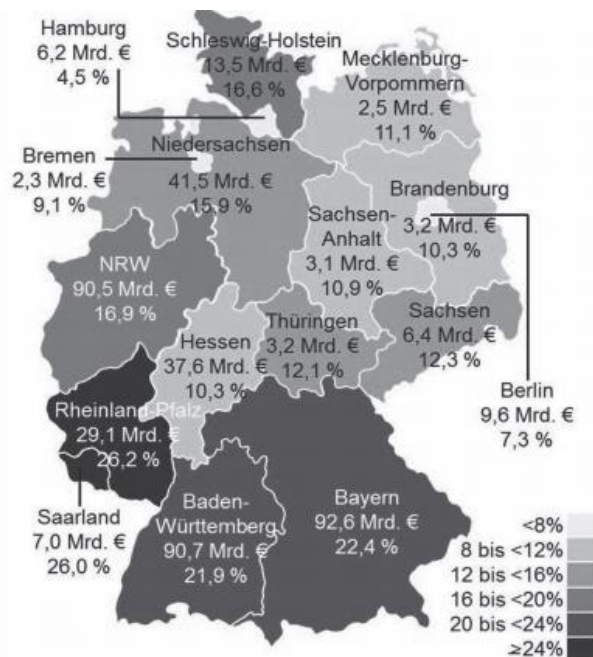 Hamburg
6,2 Mrd. €
4,5 %
Schleswig-Holstein
13,5 Mrd. €
16,6 %
Mecklenburg-
Vorpommern
2,5 Mrd. €
11,1 %
Bremen
2,3 Mrd. €
9,1 %
Niedersachsen
41,5 Mrd. €
15,9 %
Brandenburg
3,2 Mrd. €
10,3 %
Sachsen-
Anhalt
3,1 Mrd. €
10,9 %
NRW
90,5 Mrd. €
16,9 %
Hessen
37,6 Mrd. €
10,3 %
Thüringen
3,2 Mrd. €
12,1 %
Sachsen
6,4 Mrd. €
12,3 %
Berlin
9,6 Mrd. €
7,3 %
Rheinland-Pfalz
29,1 Mrd. €
26,2 %
Saarland
7,0 Mrd. €
26,0 %
Baden-
Württemberg
90,7 Mrd. €
21,9 %
Bayern
92,6 Mrd. €
22,4 %
<8%
8 bis <12%
12 bis <16%
16 bis <20%
20 bis <24%
≥24%